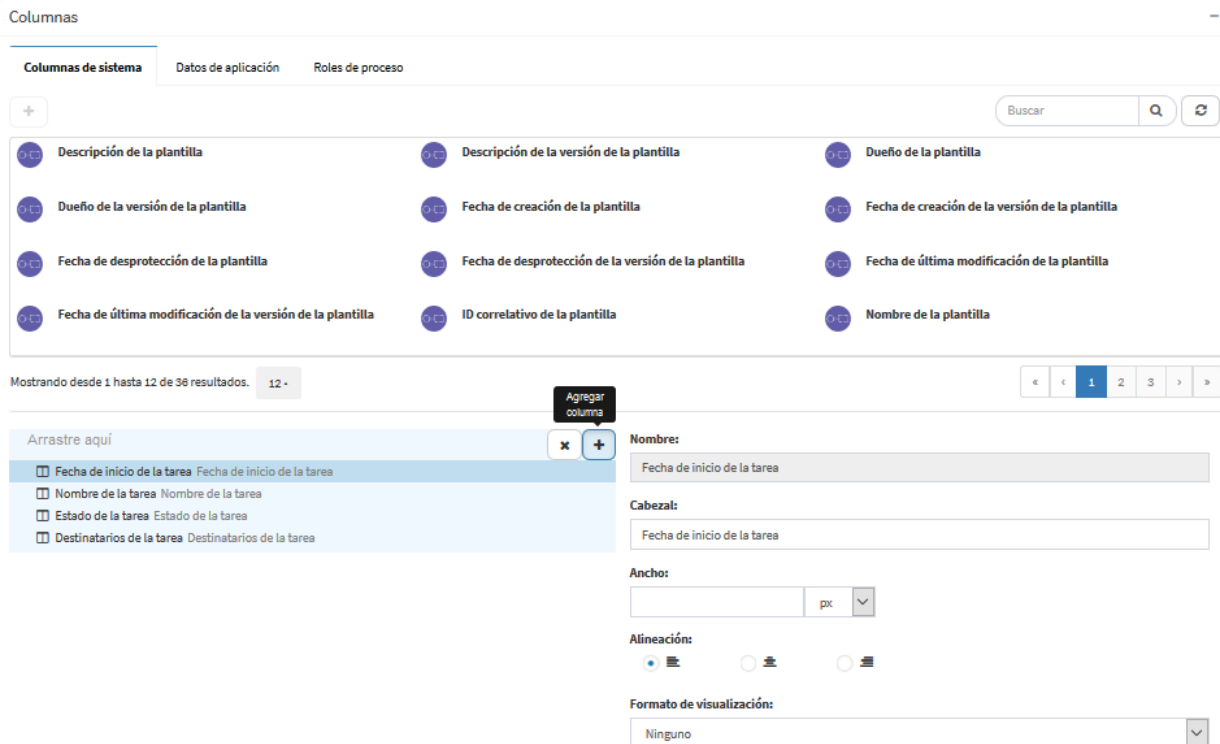 Columnas
Columnas de sistema Datos de aplicación Roles de proceso
Buscar
Descripción de la plantilla Descripción de la versión de la plantilla Dueño de la plantilla
Dueño de la versión de la plantilla Fecha de creación de la plantilla Fecha de creación de la versión de la plantilla
Fecha de desprotección de la plantilla Fecha de desprotección de la versión de la plantilla Fecha de última modificación de la plantilla
Fecha de última modificación de la versión de la plantilla ID correlativo de la plantilla Nombre de la plantilla
Mostrando desde 1 hasta 12 de 36 resultados. 12
« ‹ 1 2 3 › »
Agregar
columna
Arrastre aquí
Fecha de inicio de la tarea Fecha de inicio de la tarea
Nombre de la tarea Nombre de la tarea
Estado de la tarea Estado de la tarea
Destinatarios de la tarea Destinatarios de la tarea
Nombre:
Fecha de inicio de la tarea
Cabezal:
Fecha de inicio de la tarea
Ancho:
px
Alineación:
Formato de visualización:
Ninguno